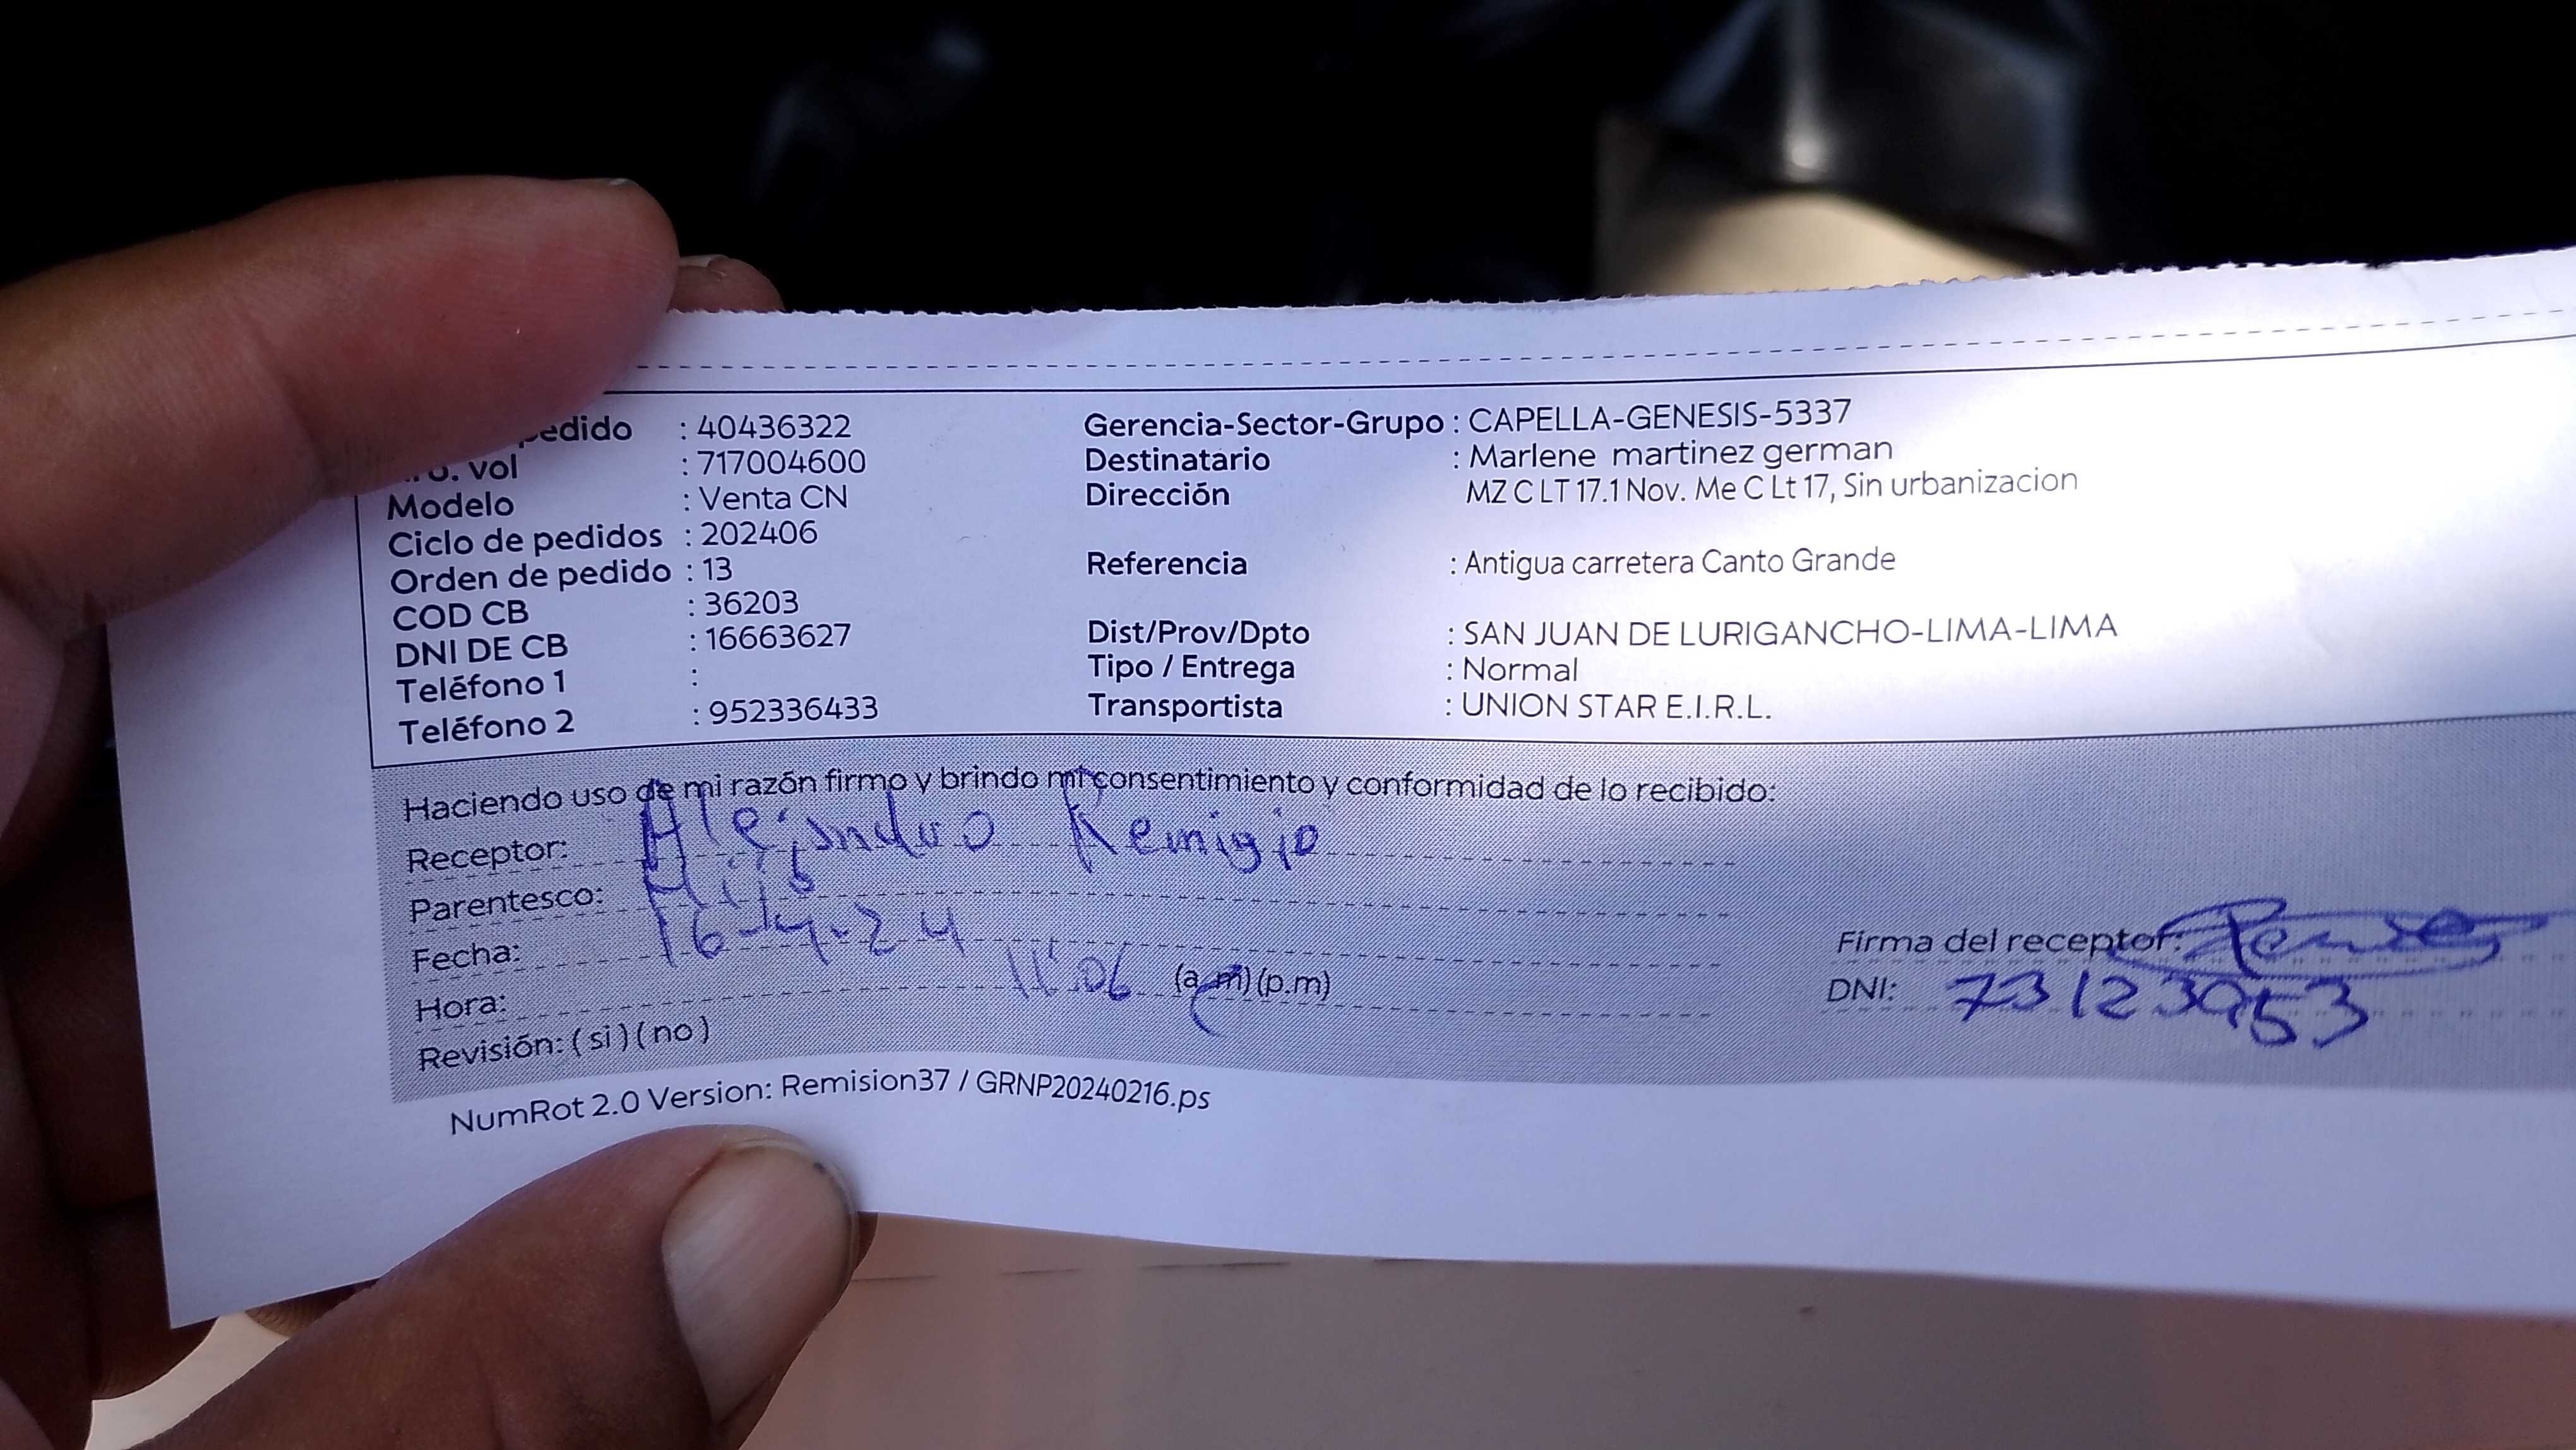 edido : 40436322
vol : 717004600
Modelo : Venta CN
Ciclo de pedidos : 202406
Orden de pedido : 13
COD CB : 36203
DNI DE CB : 16663627
Teléfono 1 :
Teléfono 2 : 952336433
Gerencia-Sector-Grupo : CAPELLA-GENESIS-5337
Destinatario : Marlene martinez german
Dirección MZ C LT 17.1 Nov. Me C Lt 17, Sin urbanizacion
Referencia : Antigua carretera Canto Grande
Dist/Prov/Dpto : SAN JUAN DE LURIGANCHO-LIMA-LIMA
Tipo / Entrega : Normal
Transportista : UNION STAR E.I.R.L.
Haciendo uso de mi razón firmo y brindo mi consentimiento y conformidad de lo recibido:
Receptor: Alejandro Remigio
Parentesco: Hijo
Fecha: 16-4-24
Hora: 11:06 (a.m)(p.m)
Revisión: ( si ) ( no )
Firma del receptor:
DNI: 73123953
NumRot 2.0 Version: Remision37 / GRNP20240216.ps